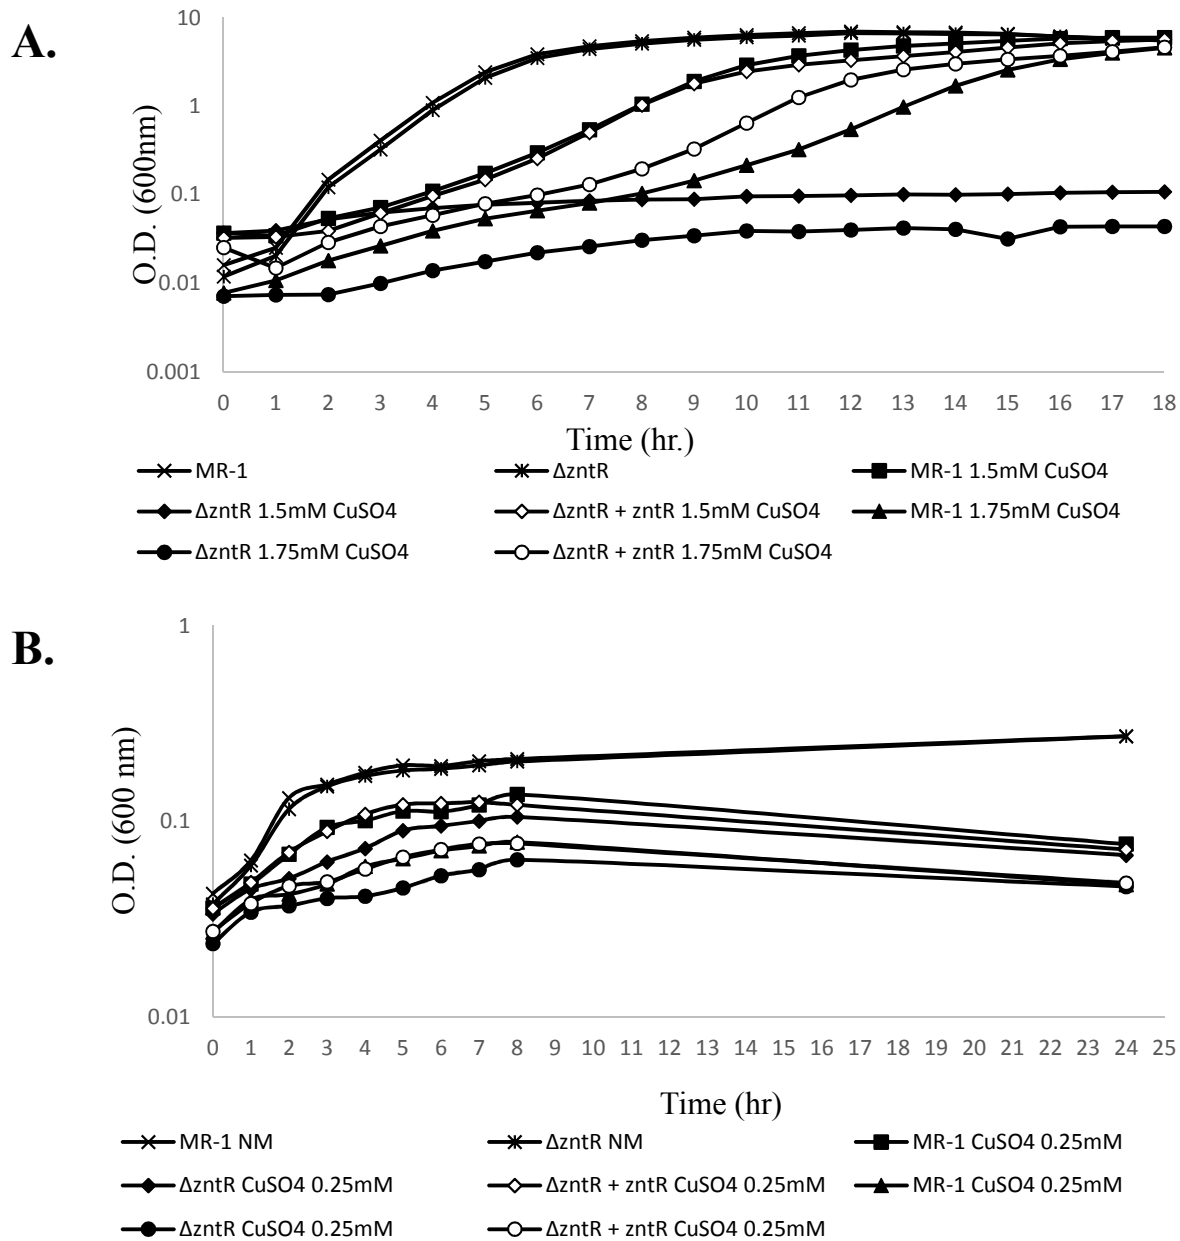 A.
10
1
0.1
0.01
0.001
O.D. (600nm)
0 1 2 3 4 5 6 7 8 9 10 11 12 13 14 15 16 17 18
Time (hr.)
MR-1 ΔzntR MR-1 1.5mM CuSO4
ΔzntR 1.5mM CuSO4 ΔzntR + zntR 1.5mM CuSO4 MR-1 1.75mM CuSO4
ΔzntR 1.75mM CuSO4 ΔzntR + zntR 1.75mM CuSO4
B.
1
0.1
0.01
O.D. (600 nm)
0 1 2 3 4 5 6 7 8 9 10 11 12 13 14 15 16 17 18 19 20 21 22 23 24 25
Time (hr)
MR-1 NM ΔzntR NM MR-1 CuSO4 0.25mM
ΔzntR CuSO4 0.25mM ΔzntR + zntR CuSO4 0.25mM MR-1 CuSO4 0.25mM
ΔzntR CuSO4 0.25mM ΔzntR + zntR CuSO4 0.25mM